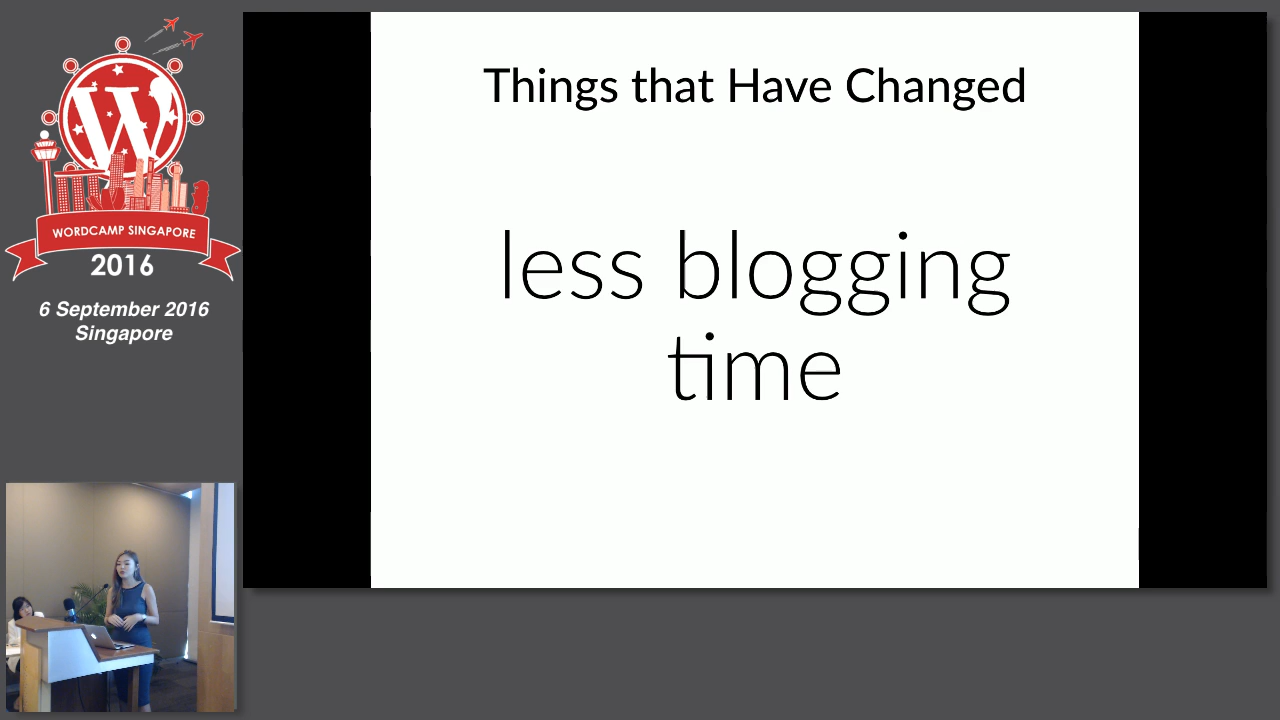 W
WORDCAMP SINGAPORE
2016
6 September 2016
Singapore
Things that Have Changed
less blogging
time